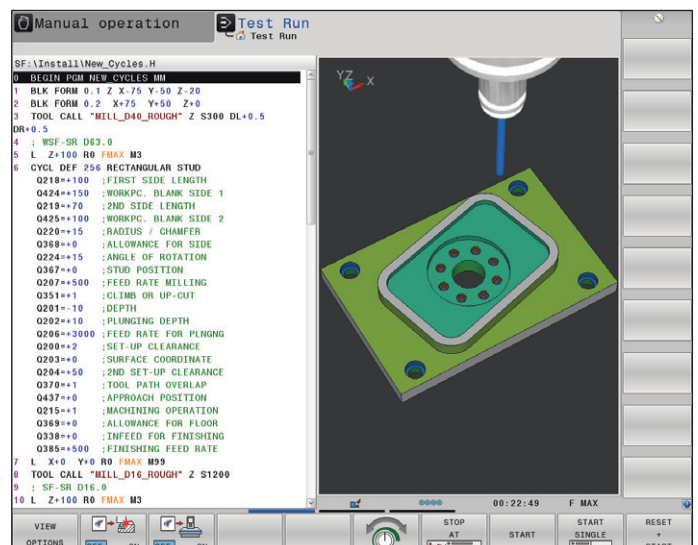 Manual operation
Test Run
Test Run
SF:\Install\New_Cycles.H
0 BEGIN PGM NEW_CYCLES MM
1 BLK FORM 0.1 Z X-75 Y-50 Z-20
2 BLK FORM 0.2 X+75 Y+50 Z+0
3 TOOL CALL "MILL_D40_ROUGH" Z S300 DL+0.5
DR+0.5
4 ; WSF-SR D63.0
5 L Z+100 R0 FMAX M3
6 CYCL DEF 256 RECTANGULAR STUD
Q218=+100 ;FIRST SIDE LENGTH
Q424=+150 ;WORKPC. BLANK SIDE 1
Q219=+70 ;2ND SIDE LENGTH
Q425=+100 ;WORKPC. BLANK SIDE 2
Q220=+15 ;RADIUS / CHAMFER
Q368=+0 ;ALLOWANCE FOR SIDE
Q224=+15 ;ANGLE OF ROTATION
Q367=+0 ;STUD POSITION
Q207=+500 ;FEED RATE MILLING
Q351=+1 ;CLIMB OR UP-CUT
Q201=-10 ;DEPTH
Q202=+10 ;PLUNGING DEPTH
Q206=+3000 ;FEED RATE FOR PLNGNG
Q200=+2 ;SET-UP CLEARANCE
Q203=+0 ;SURFACE COORDINATE
Q204=+50 ;2ND SET-UP CLEARANCE
Q370=+1 ;TOOL PATH OVERLAP
Q437=+0 ;APPROACH POSITION
Q215=+1 ;MACHINING OPERATION
Q369=+0 ;ALLOWANCE FOR FLOOR
Q338=+0 ;INFEED FOR FINISHING
Q385=+500 ;FINISHING FEED RATE
7 L X+0 Y+0 R0 FMAX M99
8 TOOL CALL "MILL_D16_ROUGH" Z S1200
9 ; SF-SR D16.0
10 L Z+100 R0 FMAX M3
YZ X
00:22:49 F MAX
VIEW
OPTIONS
OFF ON
OFF ON
STOP
AT
START
START
SINGLE
RESET
+
START